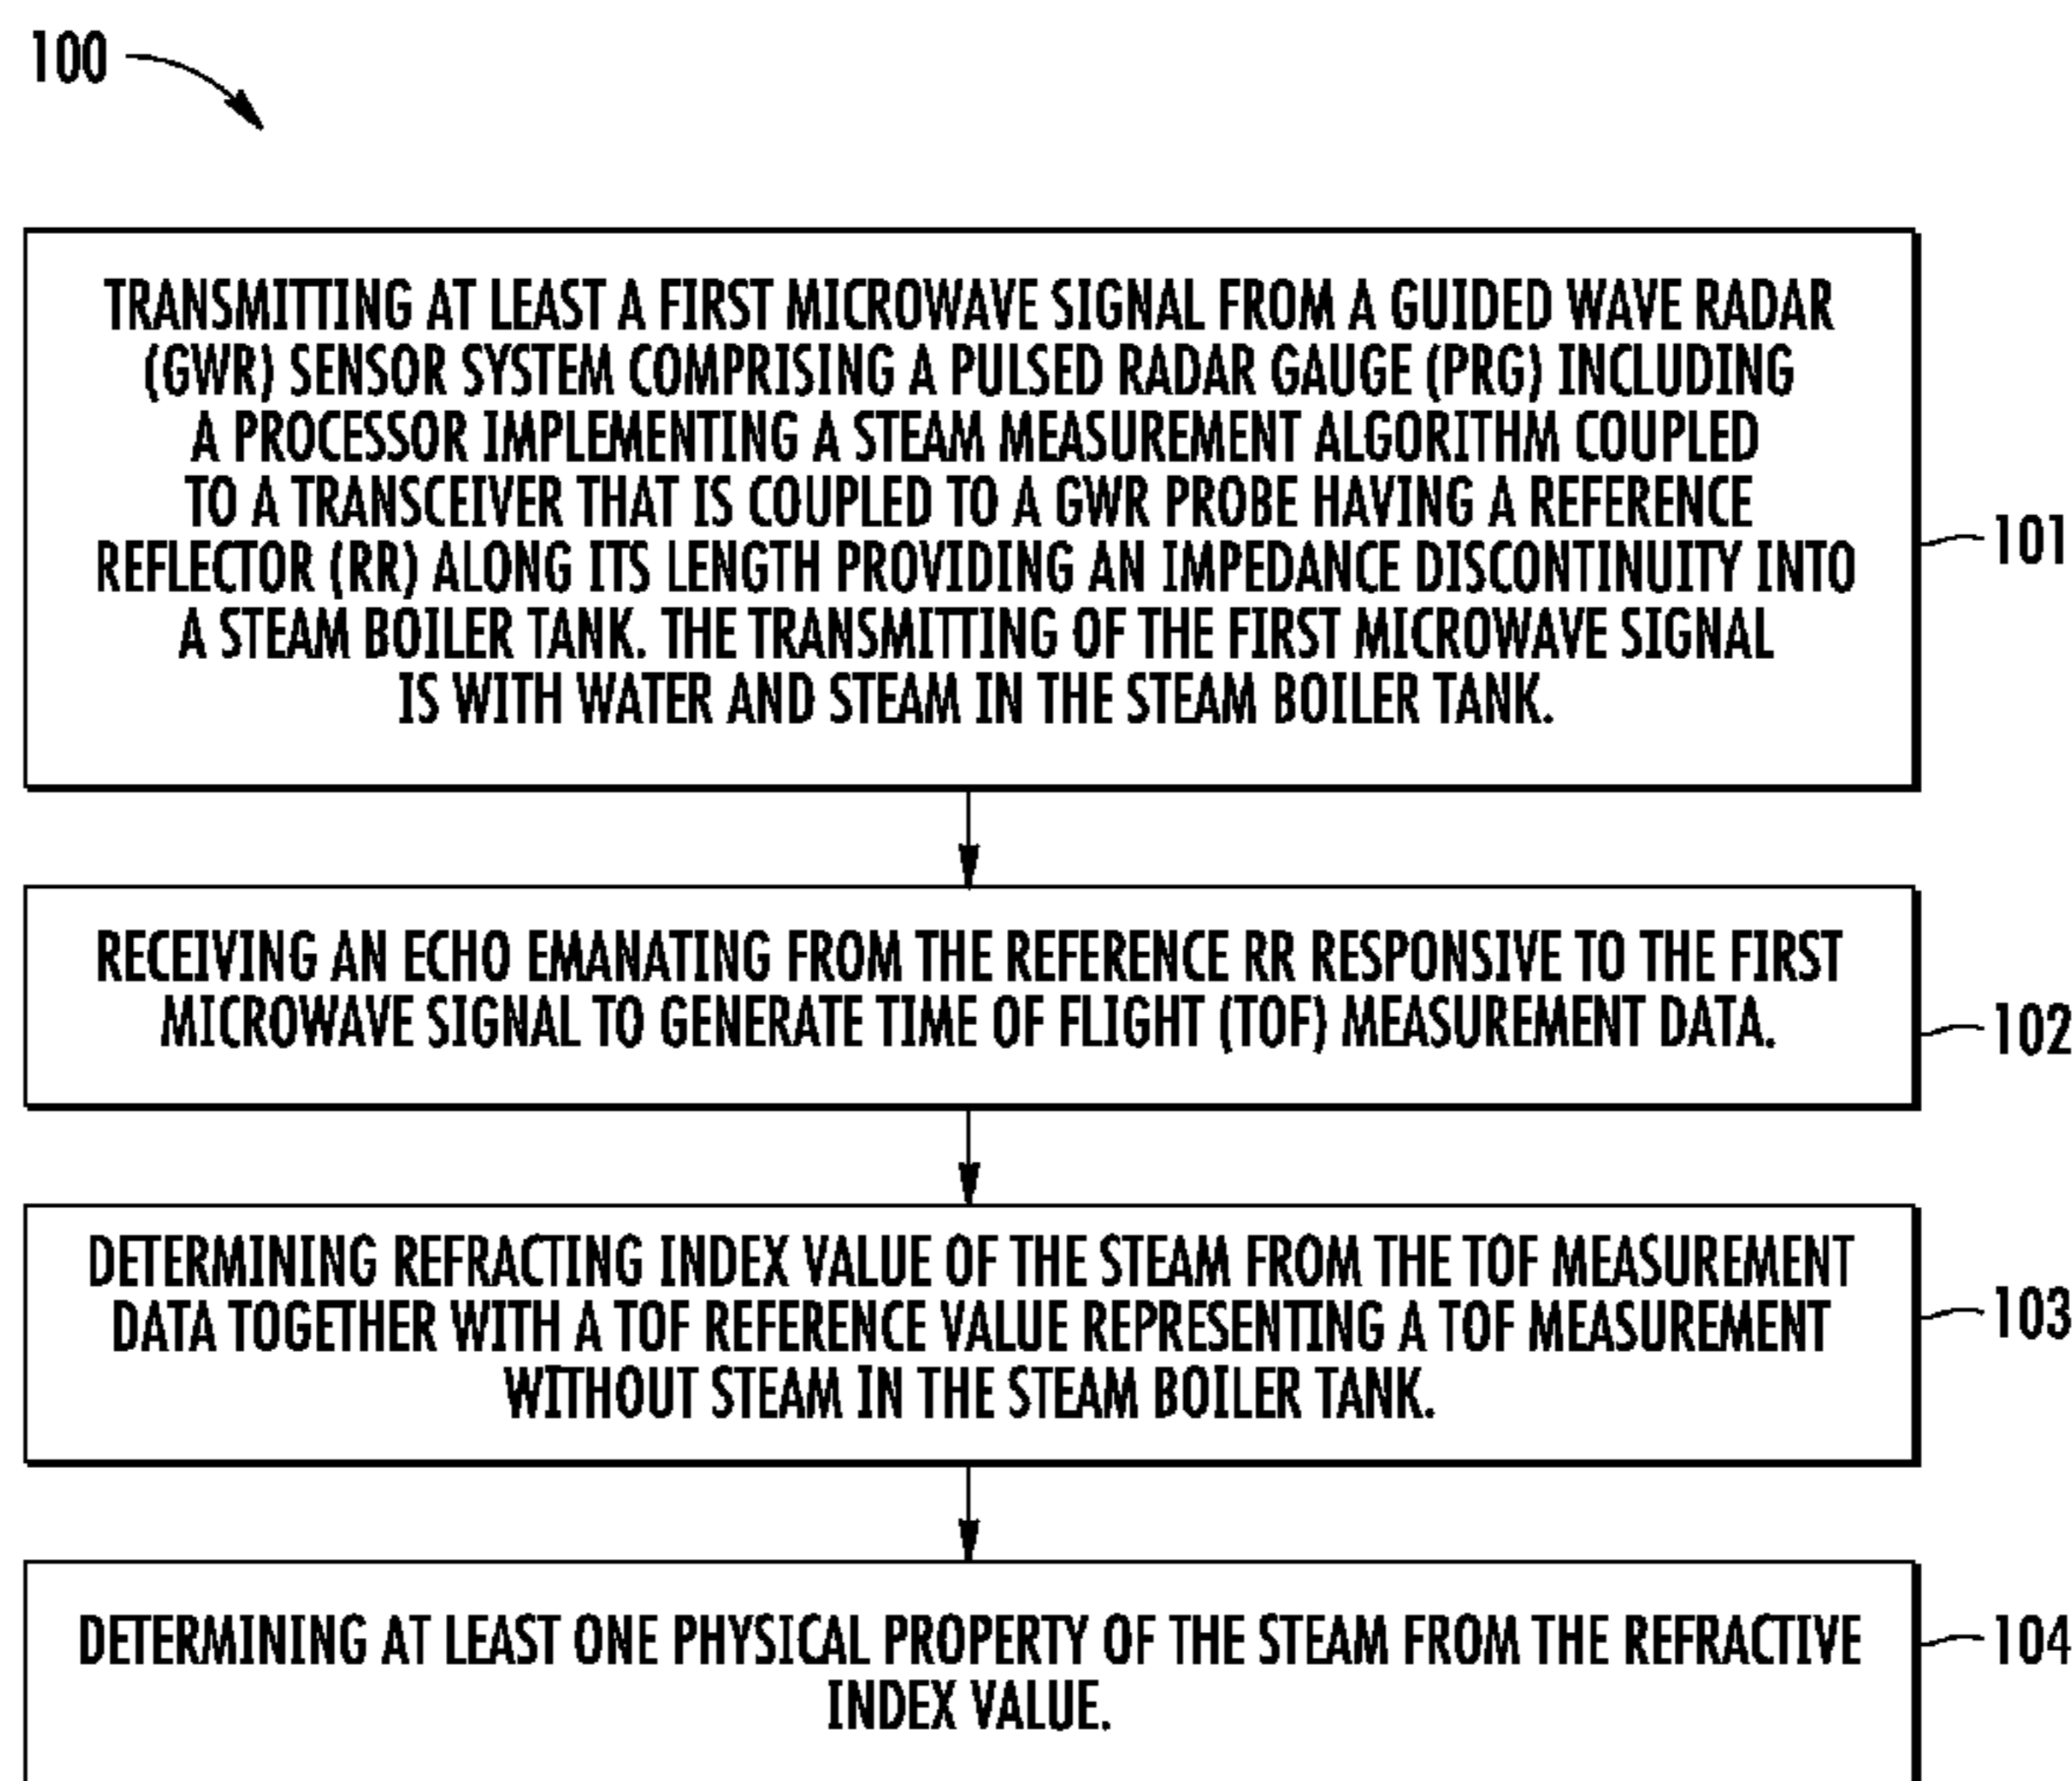 100
TRANSMITTING AT LEAST A FIRST MICROWAVE SIGNAL FROM A GUIDED WAVE RADAR
(GWR) SENSOR SYSTEM COMPRISING A PULSED RADAR GAUGE (PRG) INCLUDING
A PROCESSOR IMPLEMENTING A STEAM MEASUREMENT ALGORITHM COUPLED
TO A TRANSCEIVER THAT IS COUPLED TO A GWR PROBE HAVING A REFERENCE
REFLECTOR (RR) ALONG ITS LENGTH PROVIDING AN IMPEDANCE DISCONTINUITY INTO
A STEAM BOILER TANK. THE TRANSMITTING OF THE FIRST MICROWAVE SIGNAL
IS WITH WATER AND STEAM IN THE STEAM BOILER TANK.
101
RECEIVING AN ECHO EMANATING FROM THE REFERENCE RR RESPONSIVE TO THE FIRST
MICROWAVE SIGNAL TO GENERATE TIME OF FLIGHT (TOF) MEASUREMENT DATA.
102
DETERMINING REFRACTING INDEX VALUE OF THE STEAM FROM THE TOF MEASUREMENT
DATA TOGETHER WITH A TOF REFERENCE VALUE REPRESENTING A TOF MEASUREMENT
WITHOUT STEAM IN THE STEAM BOILER TANK.
103
DETERMINING AT LEAST ONE PHYSICAL PROPERTY OF THE STEAM FROM THE REFRACTIVE
INDEX VALUE.
104